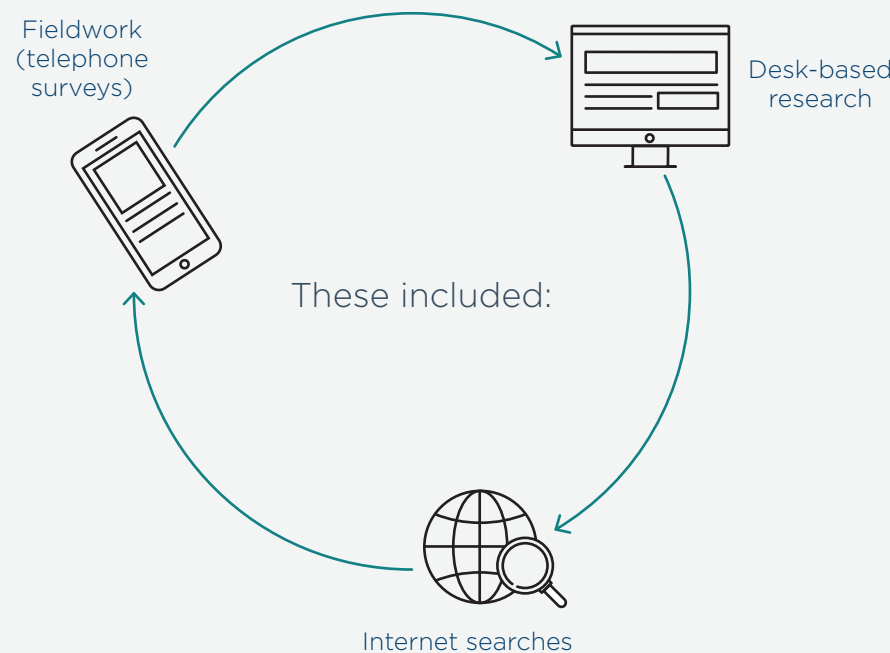 Fieldwork
(telephone
surveys)
Desk-based
research
These included:
Internet searches